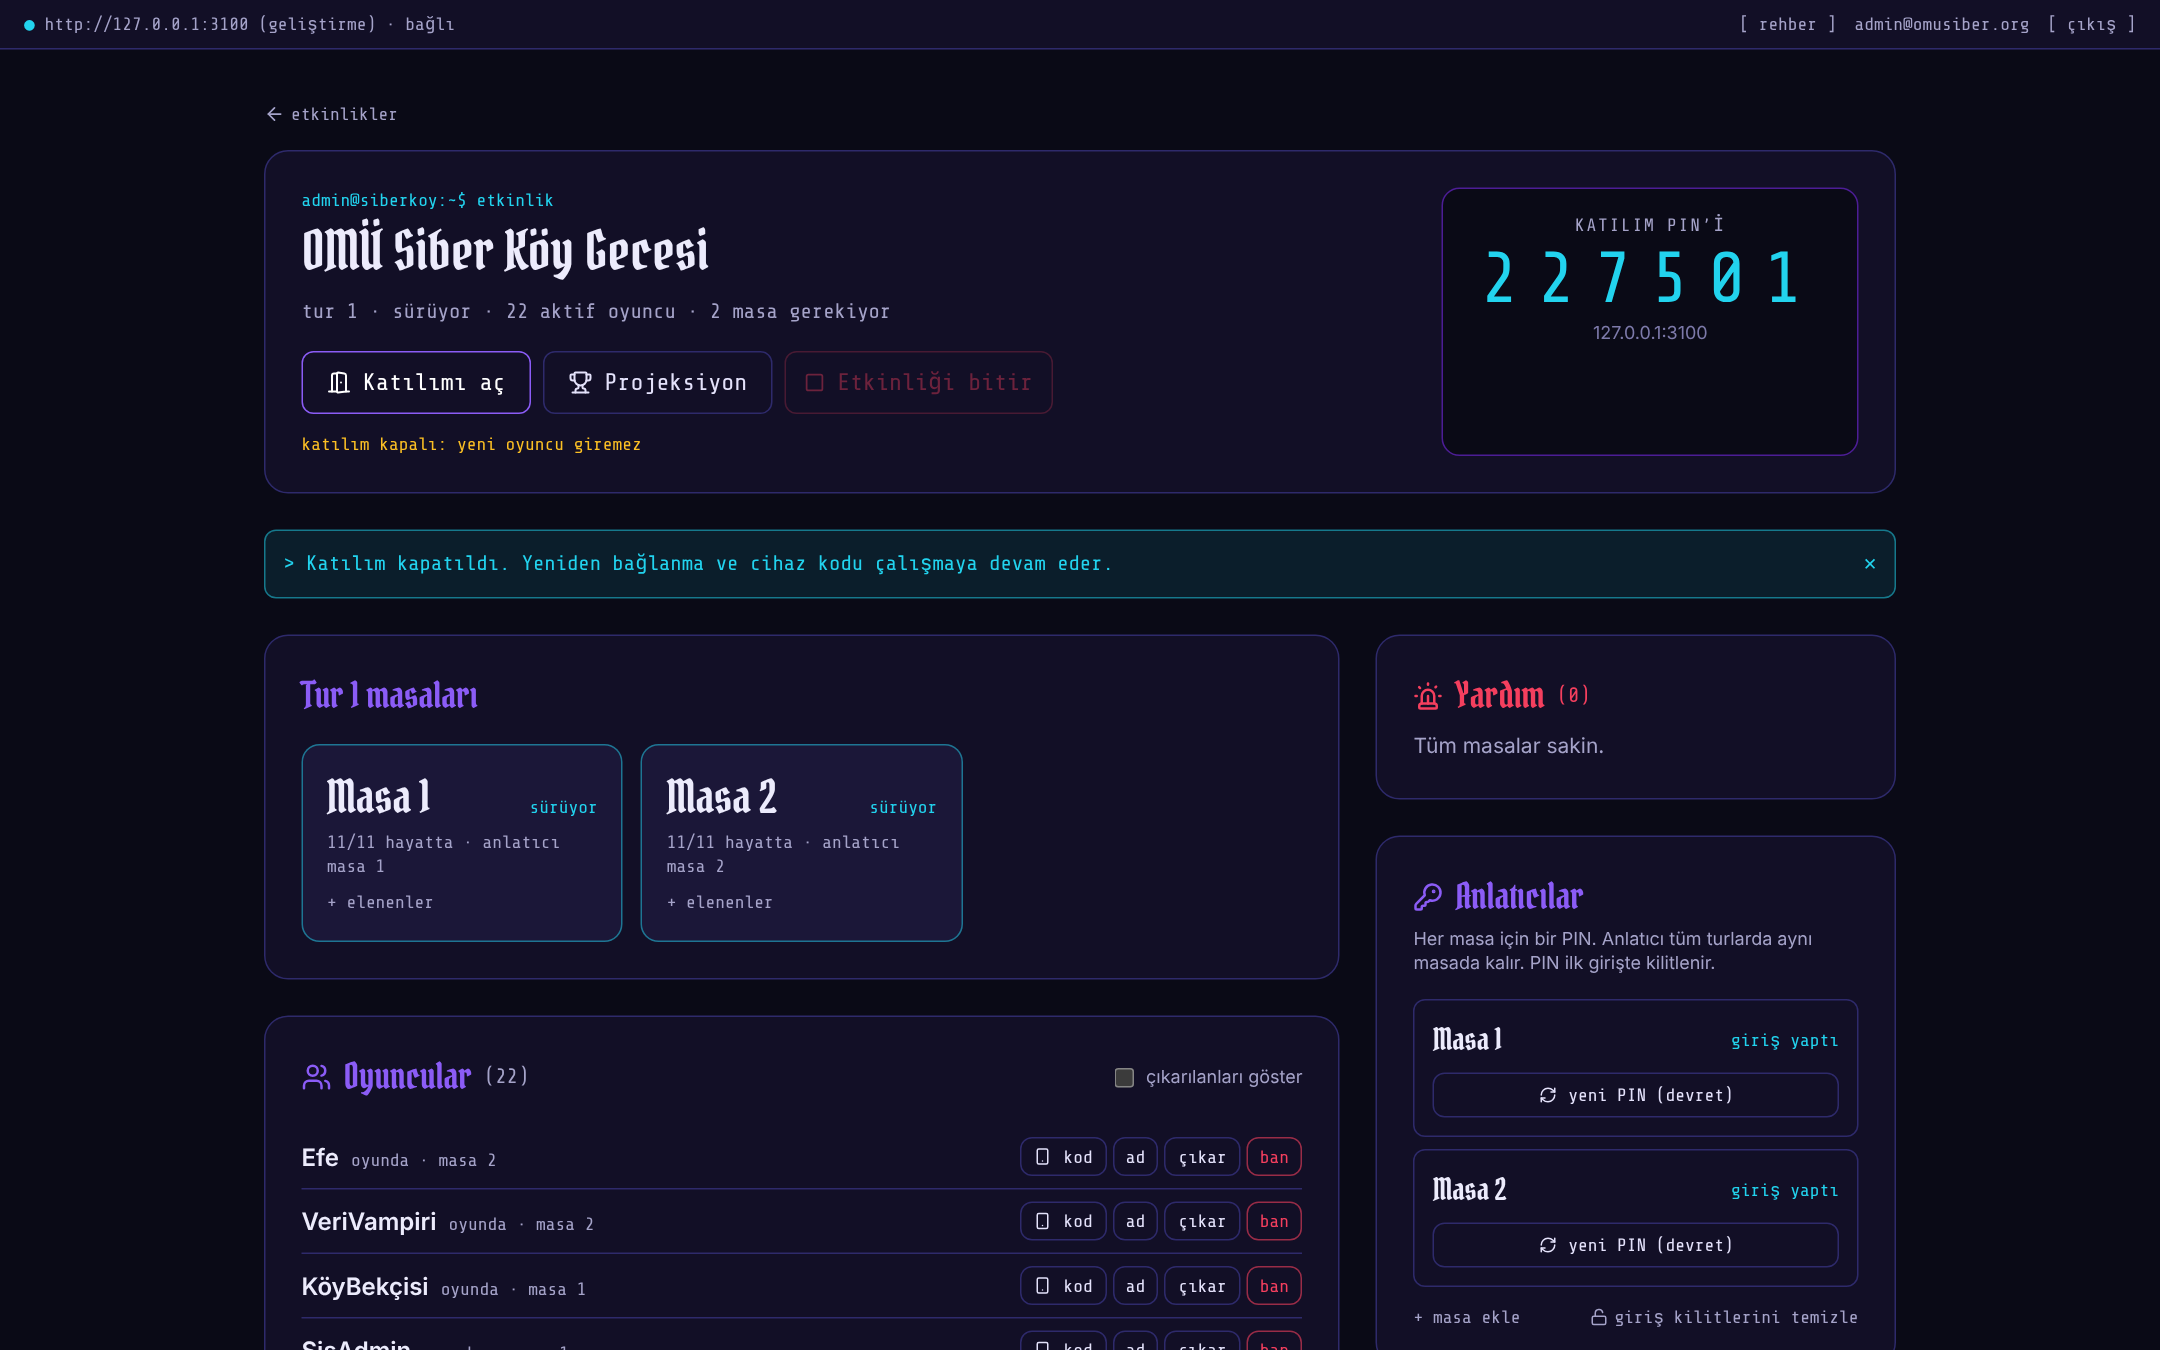 http://127.0.0.1:3100 (geliştirme) · bağlı
[ rehber ] admin@omusiber.org [ çıkış ]
← etkinlikler
admin@siberkoy:~$ etkinlik
OMÜ Siber Köy Gecesi
tur 1 · sürüyor · 22 aktif oyuncu · 2 masa gerekiyor
Katılımı aç
Projeksiyon
Etkinliği bitir
katılım kapalı: yeni oyuncu giremez
KATILIM PIN’İ
227501
127.0.0.1:3100
> Katılım kapatıldı. Yeniden bağlanma ve cihaz kodu çalışmaya devam eder. ×
Tur 1 masaları
Masa 1 sürüyor
11/11 hayatta · anlatıcı
masa 1
+ elenenler
Masa 2 sürüyor
11/11 hayatta · anlatıcı
masa 2
+ elenenler
Oyuncular (22)
çıkarılanları göster
Efe oyunda · masa 2 kod ad çıkar ban
VeriVampiri oyunda · masa 2 kod ad çıkar ban
KöyBekçisi oyunda · masa 1 kod ad çıkar ban
SisAdmin kod ad çıkar ban
Yardım (0)
Tüm masalar sakin.
Anlatıcılar
Her masa için bir PIN. Anlatıcı tüm turlarda aynı
masada kalır. PIN ilk girişte kilitlenir.
Masa 1 giriş yaptı
yeni PIN (devret)
Masa 2 giriş yaptı
yeni PIN (devret)
+ masa ekle
giriş kilitlerini temizle